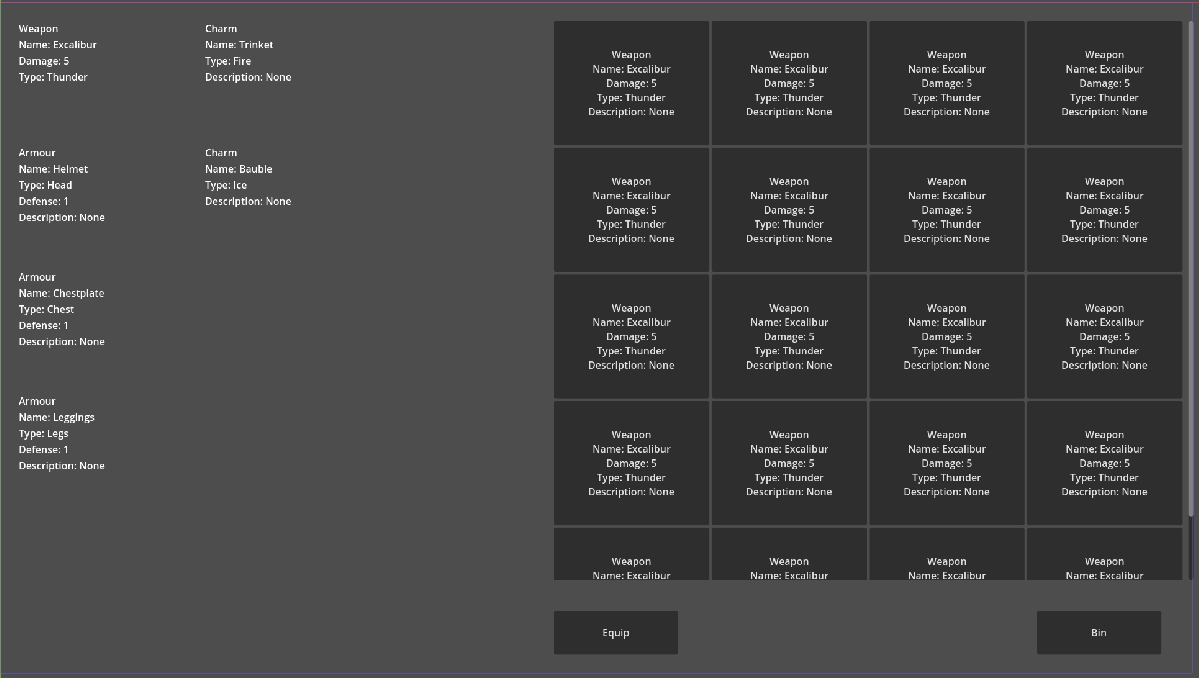 Weapon
Name: Excalibur
Damage: 5
Type: Thunder
Charm
Name: Trinket
Type: Fire
Description: None
Armour
Name: Helmet
Type: Head
Defense: 1
Description: None
Charm
Name: Bauble
Type: Ice
Description: None
Armour
Name: Chestplate
Type: Chest
Defense: 1
Description: None
Armour
Name: Leggings
Type: Legs
Defense: 1
Description: None
Weapon
Name: Excalibur
Damage: 5
Type: Thunder
Description: None
Weapon
Name: Excalibur
Damage: 5
Type: Thunder
Description: None
Weapon
Name: Excalibur
Damage: 5
Type: Thunder
Description: None
Weapon
Name: Excalibur
Damage: 5
Type: Thunder
Description: None
Weapon
Name: Excalibur
Damage: 5
Type: Thunder
Description: None
Weapon
Name: Excalibur
Damage: 5
Type: Thunder
Description: None
Weapon
Name: Excalibur
Damage: 5
Type: Thunder
Description: None
Weapon
Name: Excalibur
Damage: 5
Type: Thunder
Description: None
Weapon
Name: Excalibur
Damage: 5
Type: Thunder
Description: None
Weapon
Name: Excalibur
Damage: 5
Type: Thunder
Description: None
Weapon
Name: Excalibur
Damage: 5
Type: Thunder
Description: None
Weapon
Name: Excalibur
Damage: 5
Type: Thunder
Description: None
Weapon
Name: Excalibur
Damage: 5
Type: Thunder
Description: None
Weapon
Name: Excalibur
Damage: 5
Type: Thunder
Description: None
Weapon
Name: Excalibur
Damage: 5
Type: Thunder
Description: None
Weapon
Name: Excalibur
Damage: 5
Type: Thunder
Description: None
Weapon
Name: Excalibur
Weapon
Name: Excalibur
Weapon
Name: Excalibur
Weapon
Name: Excalibur
Equip
Bin